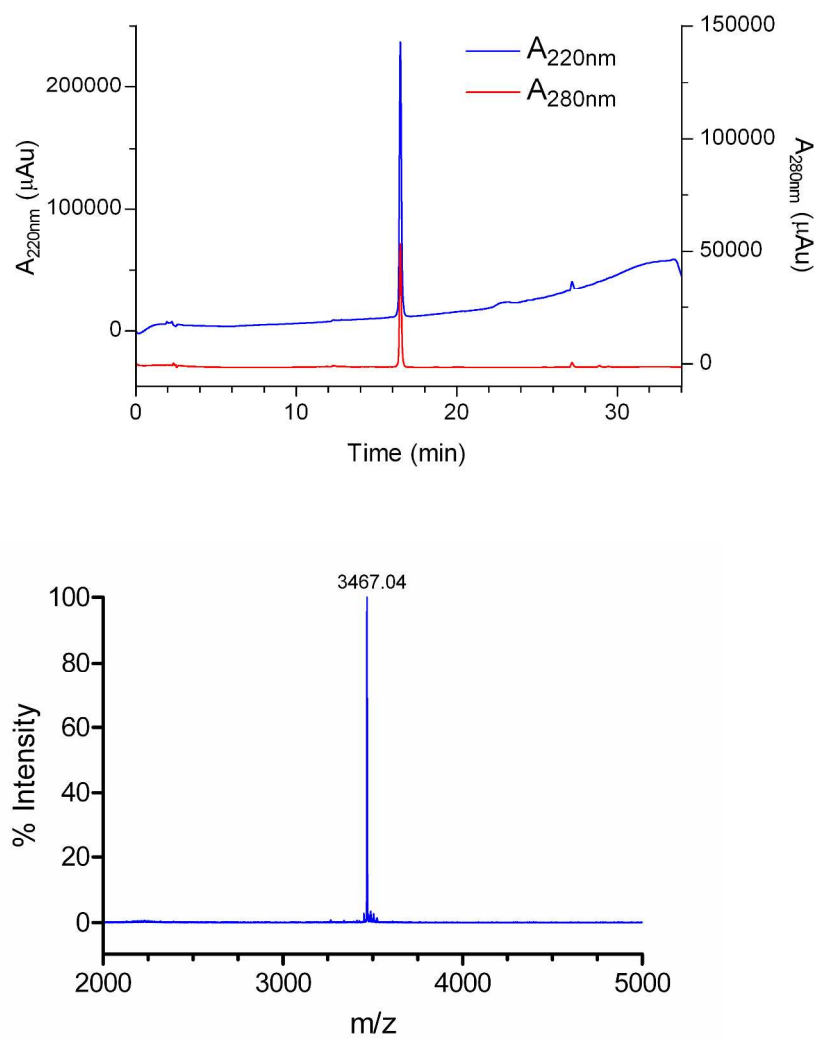 A220nm
A280nm
200000
100000
0
A220nm (μAu)
150000
100000
50000
0
A280nm (μAu)
0 10 20 30
Time (min)
3467.04
100
80
60
40
20
0
% Intensity
2000 3000 4000 5000
m/z